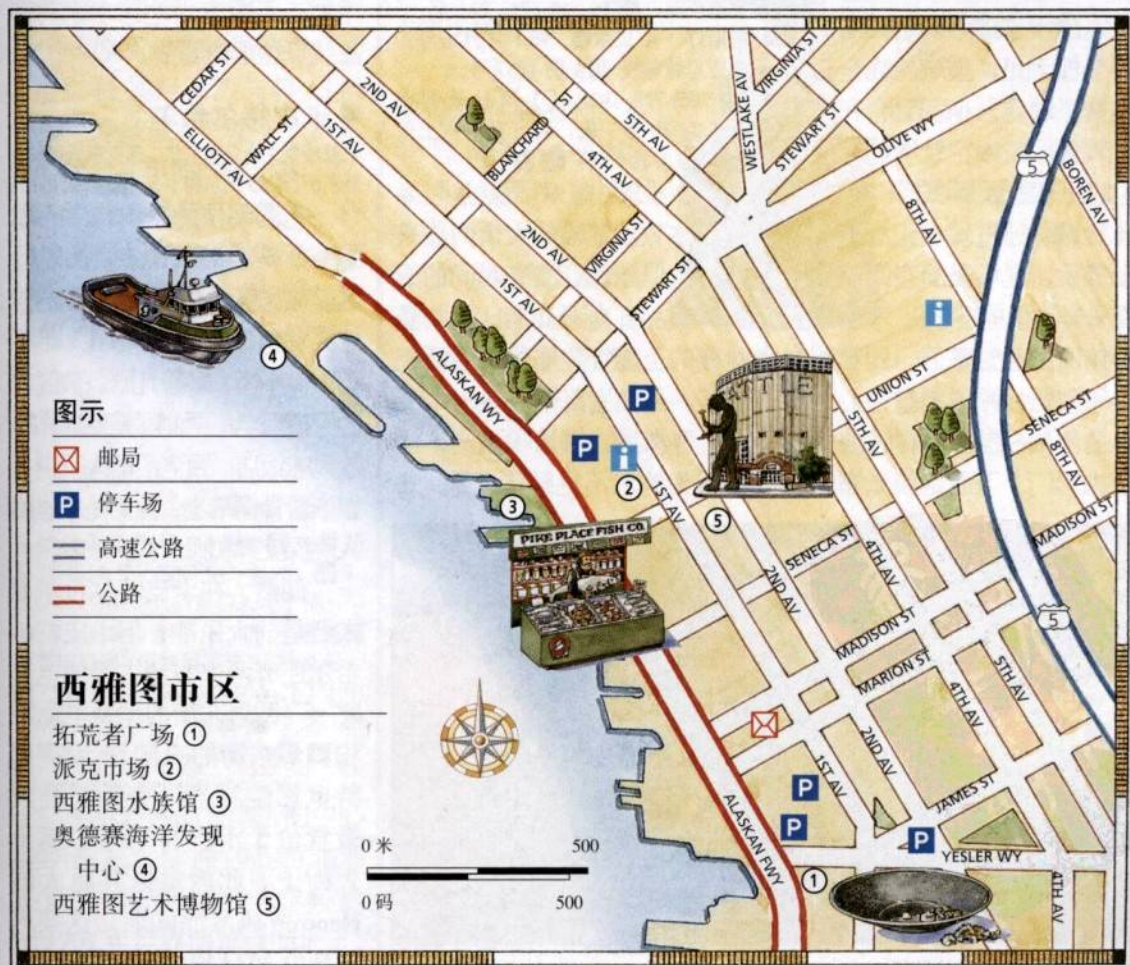 CEDAR ST
WALL ST
ELLIOTT AV
1ST AV
2ND AV
BLANCHARD
ST
5TH AV
4TH AV
WESTLAKE AV
VIRGINIA ST
STEWART ST
OLIVE WY
8TH AV
5
BOREN AV
2ND AV
1ST AV
VIRGINIA ST
STEWART ST
④
ALASKAN WY
i
UNION ST
SENECA ST
5TH AV
8TH AV
MADISON ST
P
P
i
②
ATTLE
1ST AV
⑤
③
PIKE PLACE FISH CO.
SENECA ST
4TH AV
2ND AV
MADISON ST
MARION ST
5
5TH AV
4TH AV
2ND AV
1ST AV
P
P
P
JAMES ST
YESLER WY
4TH AV
ALASKAN FWY
①
图示
邮局
P 停车场
高速公路
公路
西雅图市区
拓荒者广场 ①
派克市场 ②
西雅图水族馆 ③
奥德赛海洋发现
中心 ④
西雅图艺术博物馆 ⑤
0 米 500
0 码 500